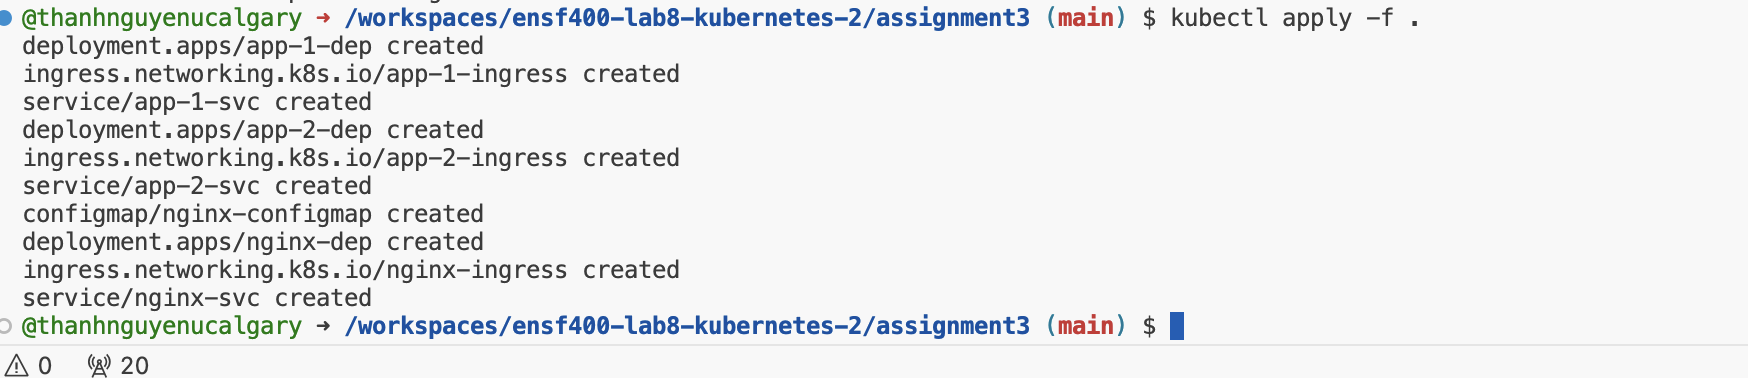 @thanhnguyenucalgary → /workspaces/ensf400-lab8-kubernetes-2/assignment3 (main) $ kubectl apply -f .
deployment.apps/app-1-dep created
ingress.networking.k8s.io/app-1-ingress created
service/app-1-svc created
deployment.apps/app-2-dep created
ingress.networking.k8s.io/app-2-ingress created
service/app-2-svc created
configmap/nginx-configmap created
deployment.apps/nginx-dep created
ingress.networking.k8s.io/nginx-ingress created
service/nginx-svc created
@thanhnguyenucalgary → /workspaces/ensf400-lab8-kubernetes-2/assignment3 (main) $
0 20